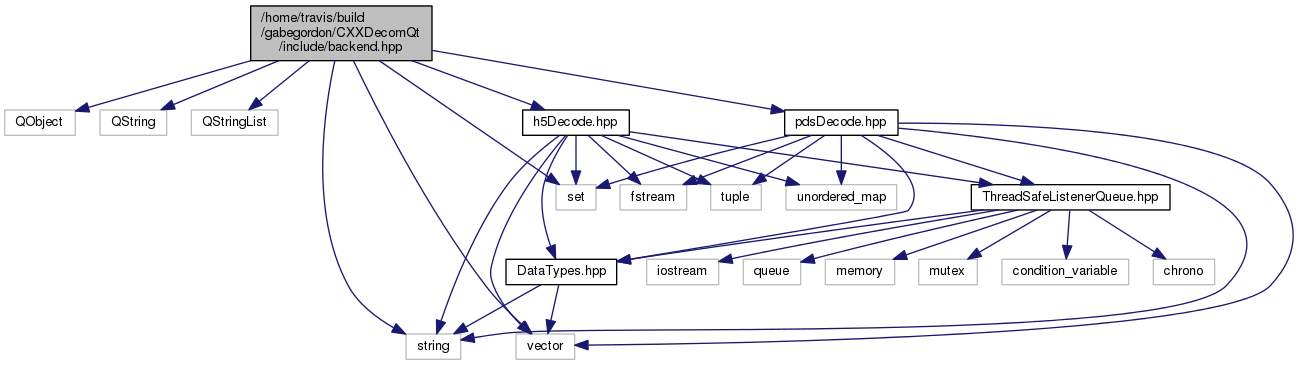 /home/travis/build
/gabegordon/CXXDecomQt
/include/backend.hpp
QObject
QString
QStringList
h5Decode.hpp
pdsDecode.hpp
set
fstream
tuple
unordered_map
ThreadSafeListenerQueue.hpp
DataTypes.hpp
iostream
queue
memory
mutex
condition_variable
chrono
string
vector